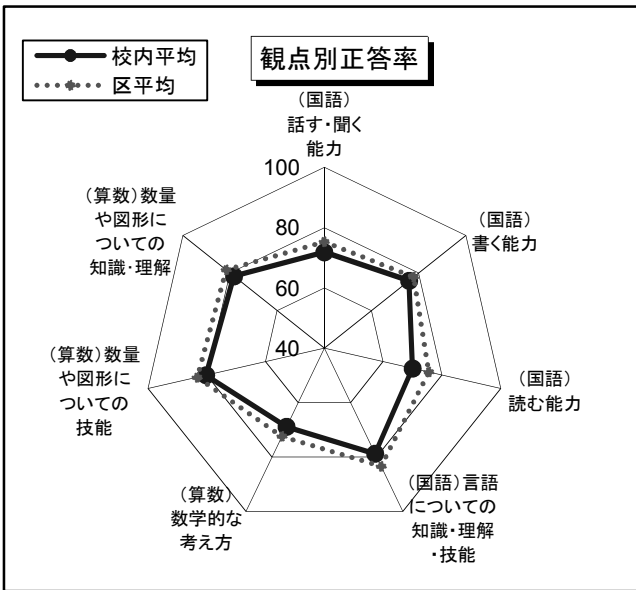 校内平均
区平均
観点別正答率
(国語)
話す・聞く
能力
(国語)
書く能力
(国語)
読む能力
(国語)言語
についての
知識・理解
・技能
(算数)
数学的な
考え方
(算数)数量
や図形に
ついての
技能
(算数)数量
や図形に
ついての
知識・理解
100
80
60
40